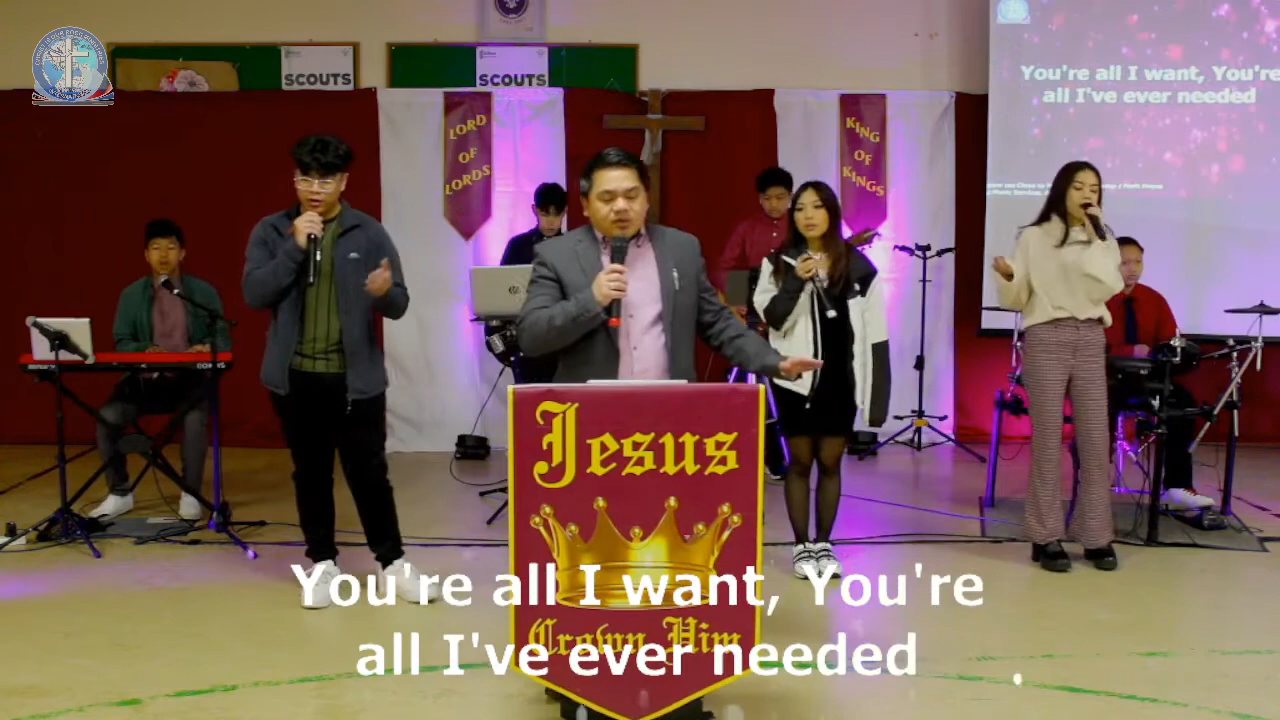 SCOUTS
SCOUTS
LORD
OF
LORDS
KING
OF
KINGS
You're all I want, You're
all I've ever needed
Jesus
Crown Him
You're all I want, You're
all I've ever needed